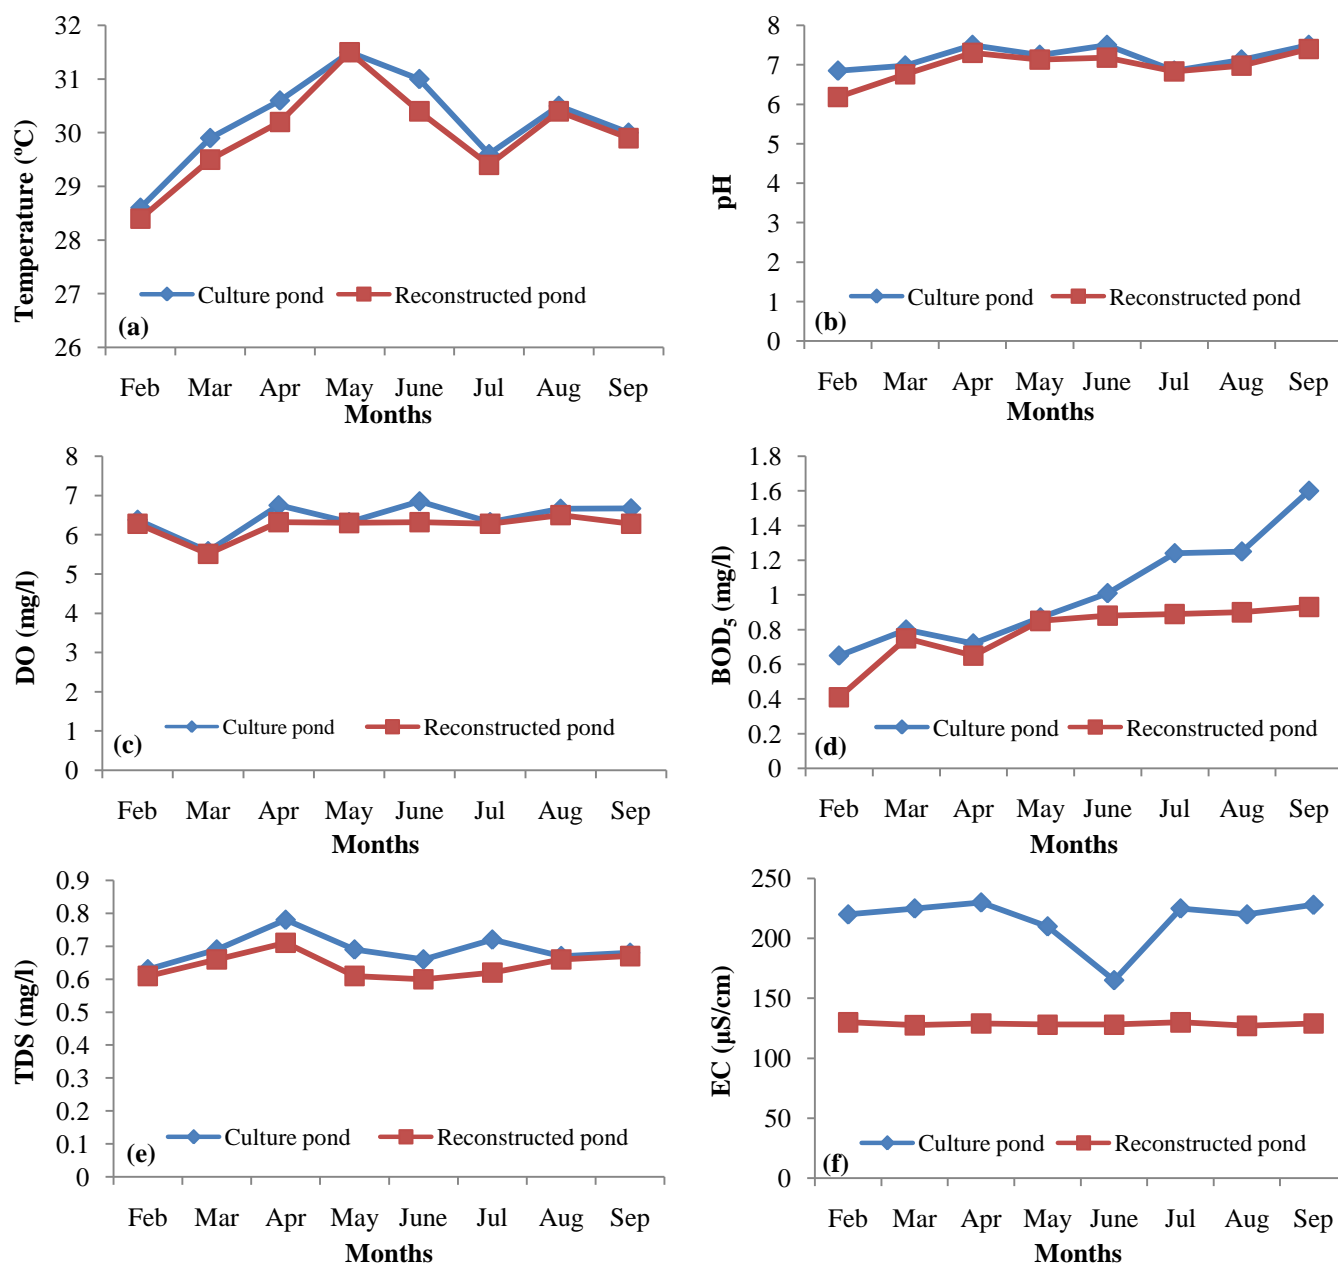 32
31
30
29
28
27
26
Temperature (ºC)
Culture pond
Reconstructed pond
(a)
Feb Mar Apr May June Jul Aug Sep
Months
8
7
6
5
4
3
2
1
0
pH
Culture pond
Reconstructed pond
(b)
Feb Mar Apr May June Jul Aug Sep
Months
8
7
6
5
4
3
2
1
0
DO (mg/l)
Culture pond
Reconstructed pond
(c)
Feb Mar Apr May June Jul Aug Sep
Months
1.8
1.6
1.4
1.2
1
0.8
0.6
0.4
0.2
0
BOD₅ (mg/l)
Culture pond
Reconstructed pond
(d)
Feb Mar Apr May June Jul Aug Sep
Months
0.9
0.8
0.7
0.6
0.5
0.4
0.3
0.2
0.1
0
TDS (mg/l)
Culture pond
Reconstructed pond
(e)
Feb Mar Apr May June Jul Aug Sep
Months
250
200
150
100
50
0
EC (µS/cm)
Culture pond
Reconstructed pond
(f)
Feb Mar Apr May June Jul Aug Sep
Months